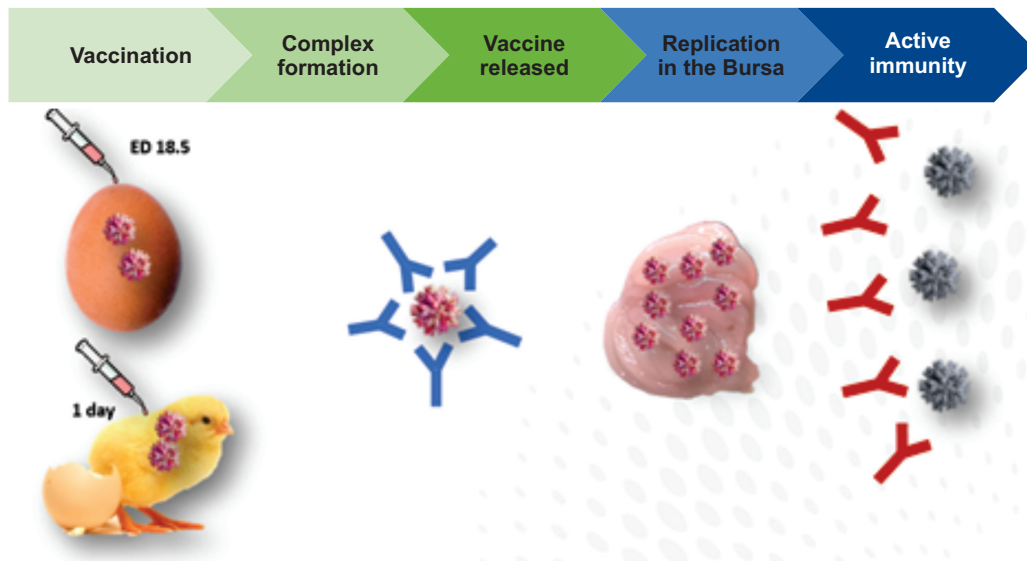 Vaccination
Complex
formation
Vaccine
released
Replication
in the Bursa
Active
immunity
ED 18.5
1 day